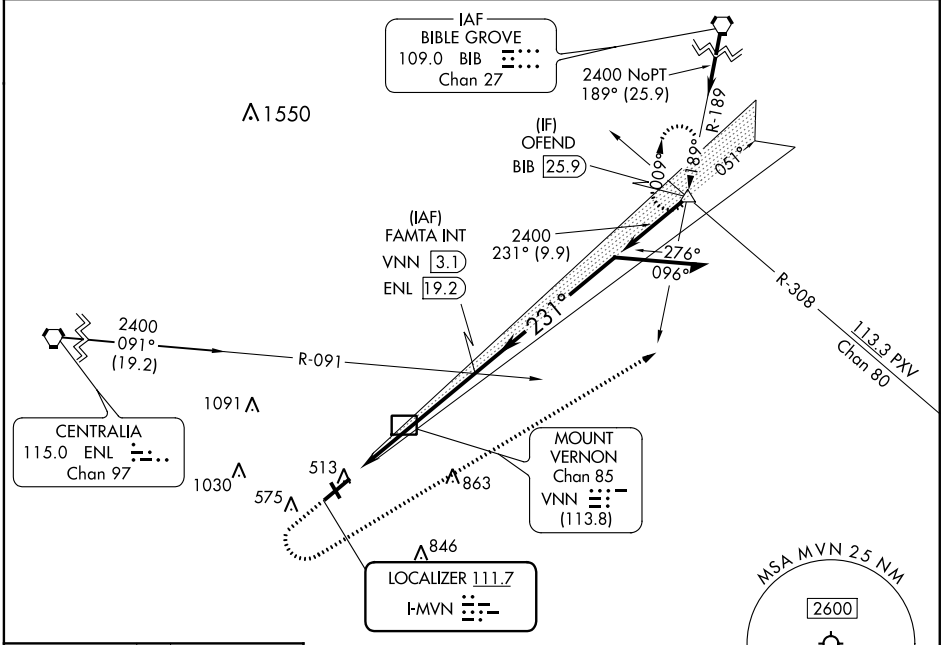 IAF
BIBLE GROVE
109.0 BIB
Chan 27
2400 NoPT
189° (25.9)
R-189
1550
(IF)
OFEND
BIB 25.9
009°
189°
051°
(IAF)
FAMTA INT
VNN 3.1
ENL 19.2
2400
231° (9.9)
276°
096°
231°
R-308
113.3 PXV
Chan 80
2400
091°
(19.2)
R-091
1091
CENTRALIA
115.0 ENL
Chan 97
1030
575
513
863
846
MOUNT
VERNON
Chan 85
VNN
(113.8)
LOCALIZER 111.7
I-MVN
MSA MVN 25 NM
2600